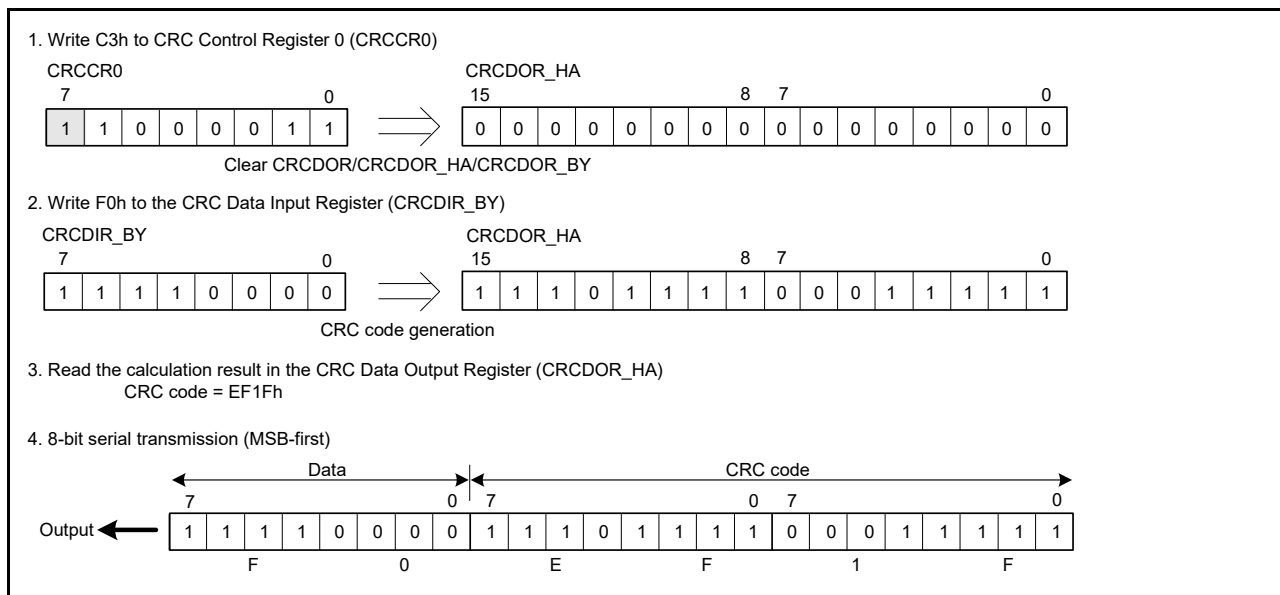 1. Write C3h to CRC Control Register 0 (CRCCR0)
CRCCR0 CRCDOR_HA
7 0 15 8 7 0
1 1 0 0 0 0 1 1 0 0 0 0 0 0 0 0 0 0 0 0 0 0 0 0
Clear CRCDOR/CRCDOR_HA/CRCDOR_BY
2. Write F0h to the CRC Data Input Register (CRCDIR_BY)
CRCDIR_BY CRCDOR_HA
7 0 15 8 7 0
1 1 1 1 0 0 0 0 1 1 1 0 1 1 1 1 0 0 0 1 1 1 1 1
CRC code generation
3. Read the calculation result in the CRC Data Output Register (CRCDOR_HA)
CRC code = EF1Fh
4. 8-bit serial transmission (MSB-first)
Data CRC code
7 0 7 0 7 0
Output 1 1 1 1 0 0 0 0 1 1 1 0 1 1 1 1 0 0 0 1 1 1 1 1
F 0 E F 1 F